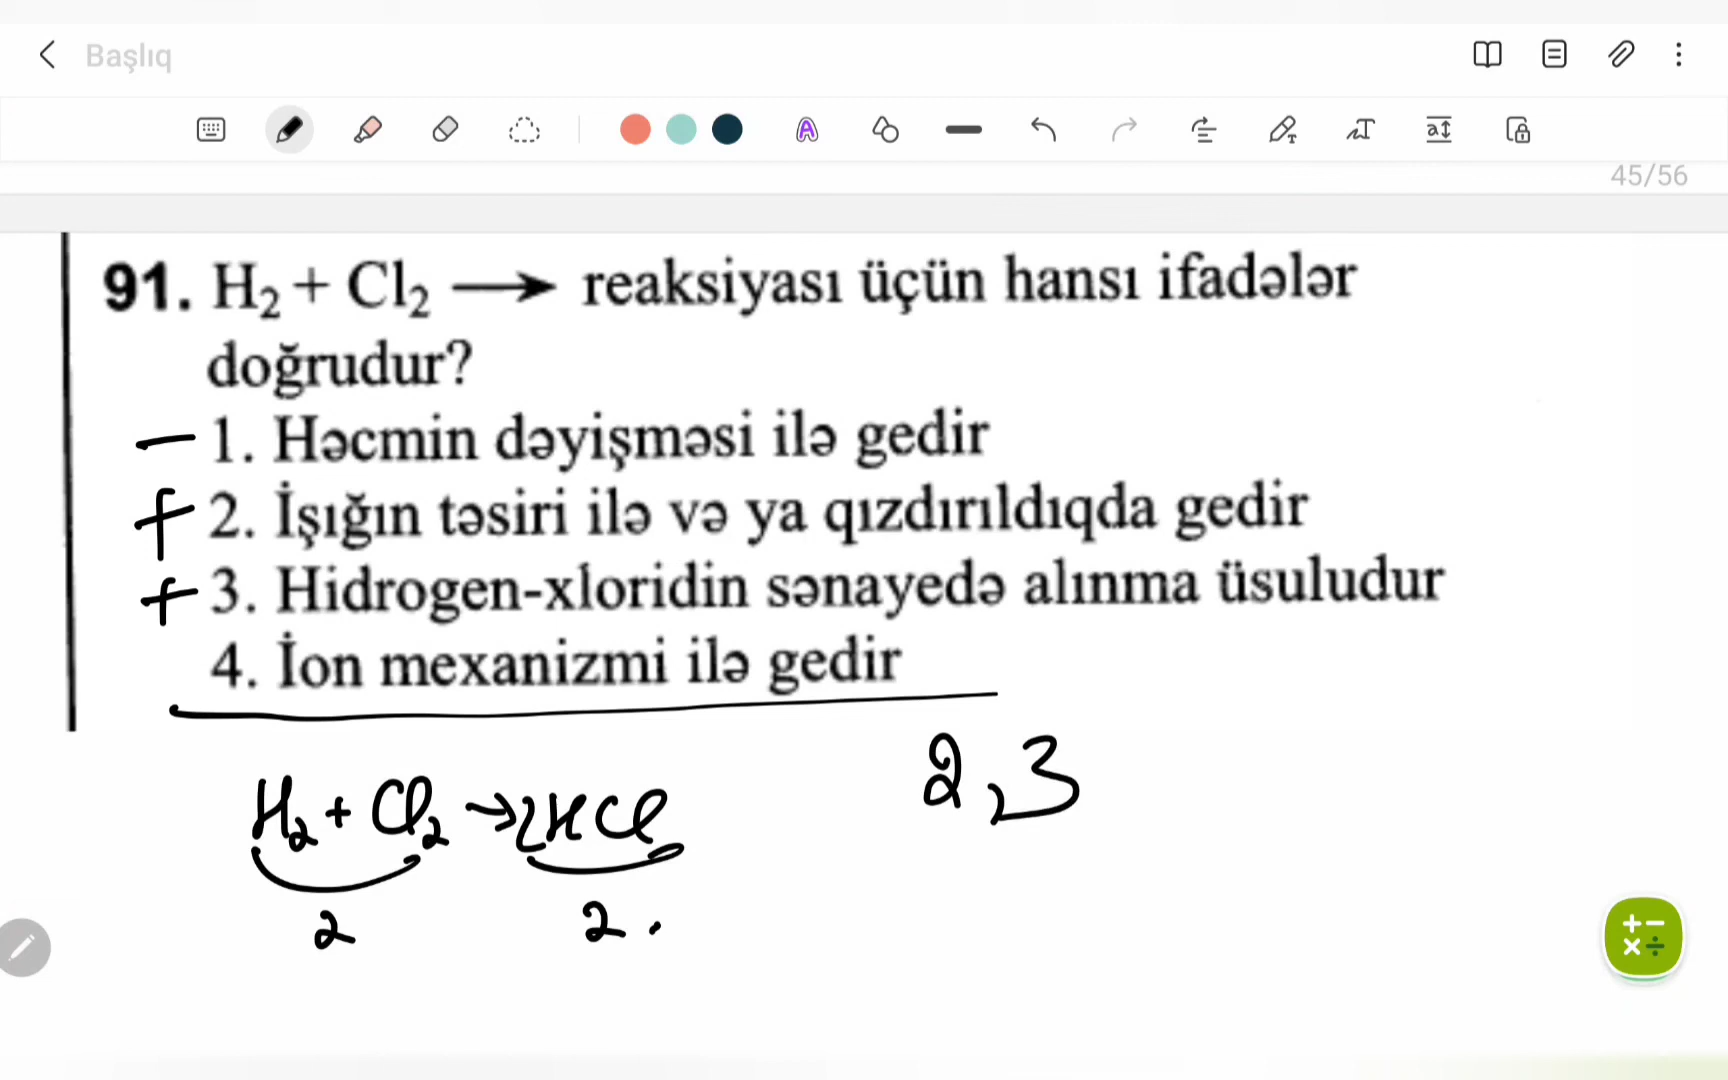 Başlıq
45/56
91. H₂ + Cl₂ ⟶ reaksiyası üçün hansı ifadələr
doğrudur?
− 1. Həcmin dəyişməsi ilə gedir
+ 2. İşığın təsiri ilə və ya qızdırıldıqda gedir
+ 3. Hidrogen-xloridin sənayedə alınma üsuludur
4. İon mexanizmi ilə gedir
2,3
H₂ + Cl₂ → 2HCl
2 2.